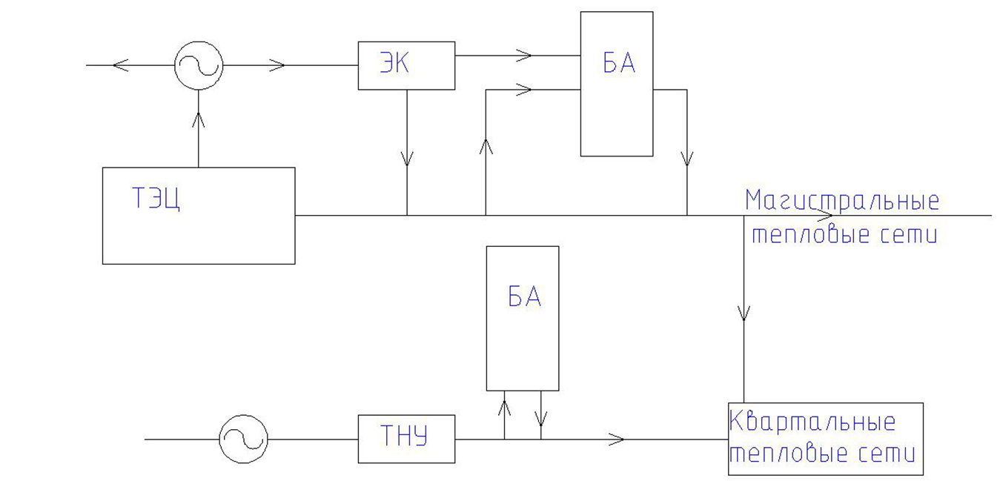 ЭК
БА
ТЭЦ
Магистральные
тепловые сети
БА
ТНУ
Квартальные
тепловые сети